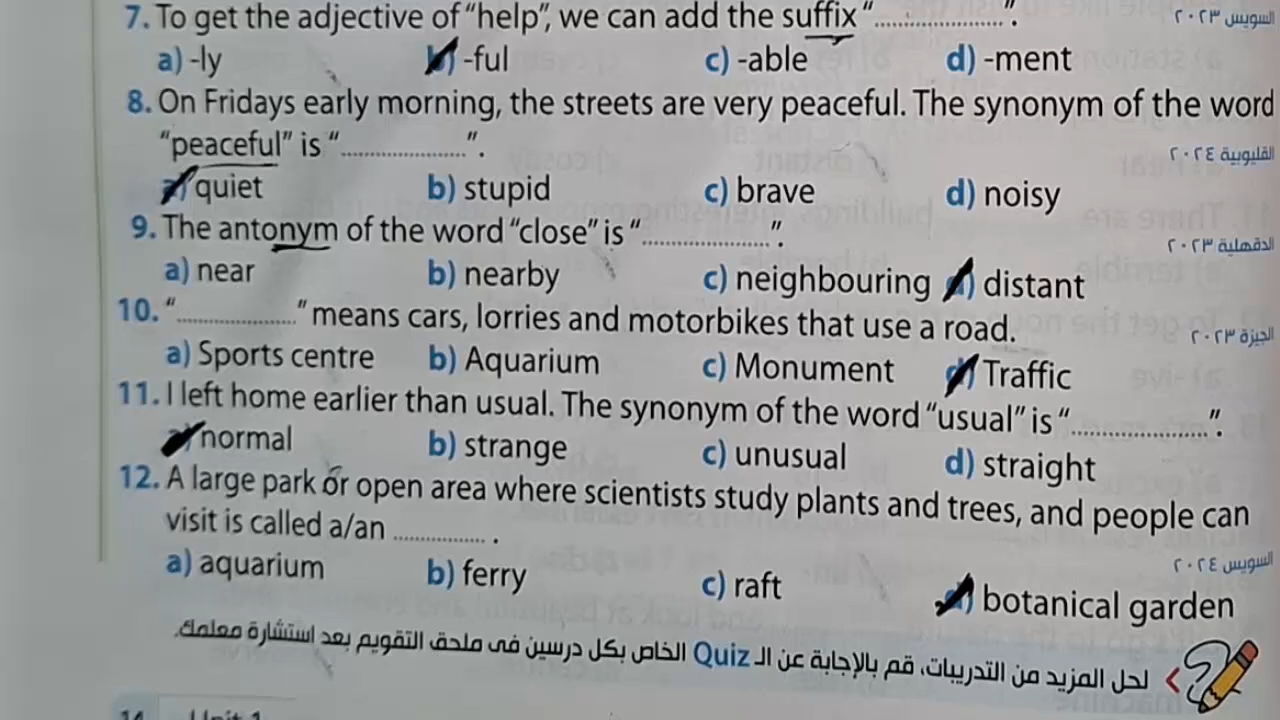 7. To get the adjective of "help", we can add the suffix "....................".
السويس ٢٠٢٣
a) -ly b) -ful c) -able d) -ment
8. On Fridays early morning, the streets are very peaceful. The synonym of the word
"peaceful" is "....................".
القليوبية ٢٠٢٤
a) quiet b) stupid c) brave d) noisy
9. The antonym of the word "close" is "....................".
الدقهلية ٢٠٢٣
a) near b) nearby c) neighbouring d) distant
10. "...................." means cars, lorries and motorbikes that use a road.
الجيزة ٢٠٢٣
a) Sports centre b) Aquarium c) Monument d) Traffic
11. I left home earlier than usual. The synonym of the word "usual" is "....................".
a) normal b) strange c) unusual d) straight
12. A large park or open area where scientists study plants and trees, and people can
visit is called a/an ................ .
السويس ٢٠٢٤
a) aquarium b) ferry c) raft d) botanical garden
لحل المزيد من التدريبات، قم بالإجابة عن الـ Quiz الخاص بكل درسين فى ملحق التقويم بعد استشارة معلمك.
14 Unit 1